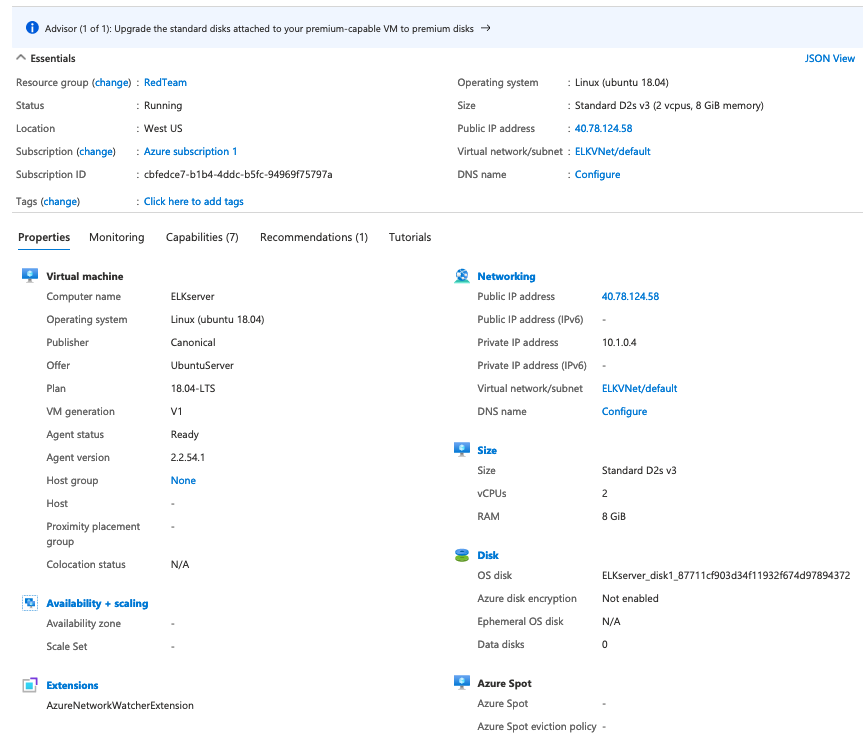 Advisor (1 of 1): Upgrade the standard disks attached to your premium-capable VM to premium disks →
Essentials
JSON View
Resource group (change) : RedTeam
Status : Running
Location : West US
Subscription (change) : Azure subscription 1
Subscription ID : cbfedce7-b1b4-4ddc-b5fc-94969f75797a
Tags (change) : Click here to add tags
Operating system : Linux (ubuntu 18.04)
Size : Standard D2s v3 (2 vcpus, 8 GiB memory)
Public IP address : 40.78.124.58
Virtual network/subnet : ELKVNet/default
DNS name : Configure
Properties Monitoring Capabilities (7) Recommendations (1) Tutorials
Virtual machine
Computer name ELKserver
Operating system Linux (ubuntu 18.04)
Publisher Canonical
Offer UbuntuServer
Plan 18.04-LTS
VM generation V1
Agent status Ready
Agent version 2.2.54.1
Host group None
Host -
Proximity placement -
group
Colocation status N/A
Availability + scaling
Availability zone -
Scale Set -
Extensions
AzureNetworkWatcherExtension
Networking
Public IP address 40.78.124.58
Public IP address (IPv6) -
Private IP address 10.1.0.4
Private IP address (IPv6) -
Virtual network/subnet ELKVNet/default
DNS name Configure
Size
Size Standard D2s v3
vCPUs 2
RAM 8 GiB
Disk
OS disk ELKserver_disk1_87711cf903d34f11932f674d97894372
Azure disk encryption Not enabled
Ephemeral OS disk N/A
Data disks 0
Azure Spot
Azure Spot -
Azure Spot eviction policy -